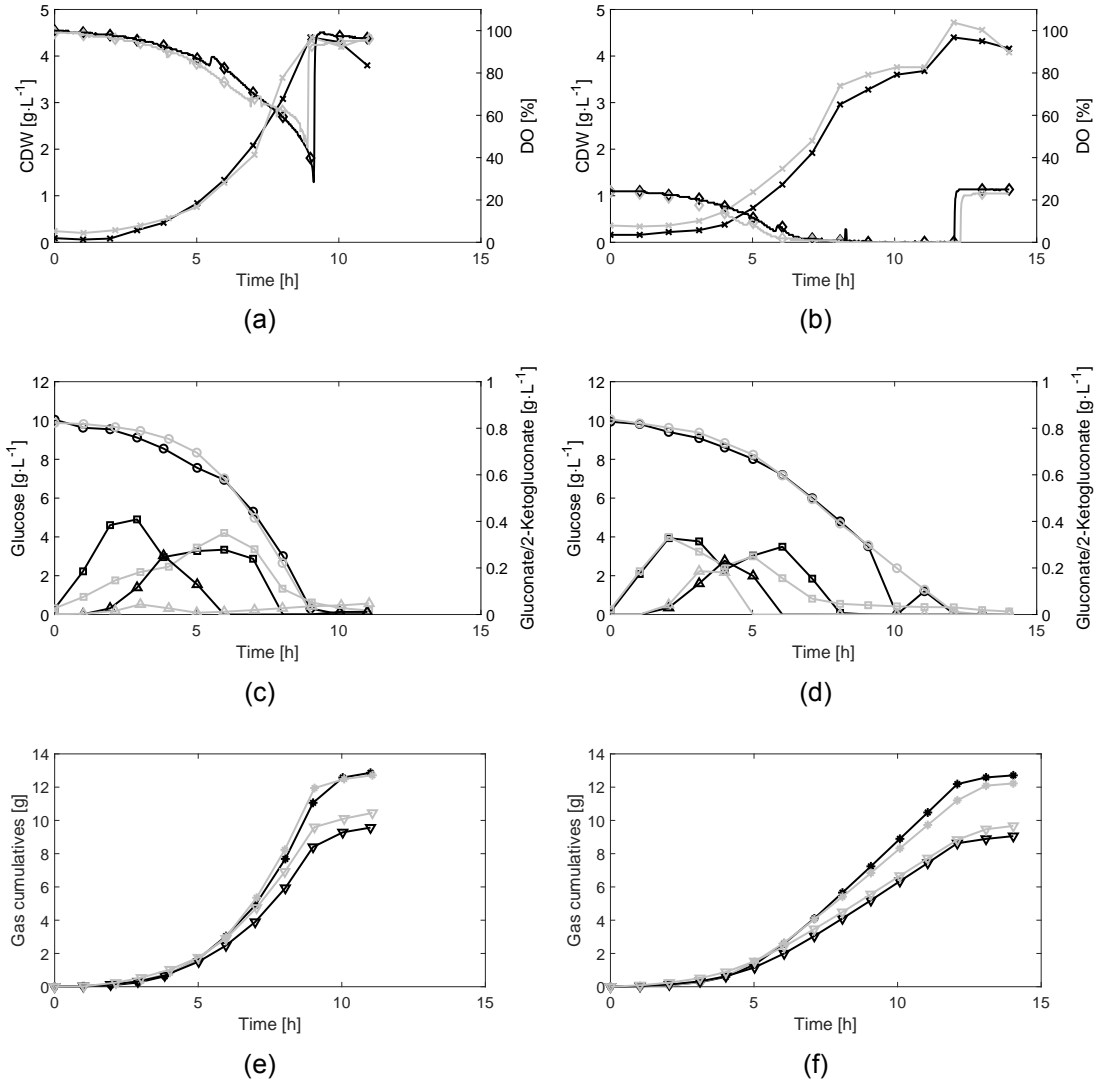 5
4
3
2
1
0
CDW [g·L-1]
100
80
60
40
20
0
DO [%]
0 5 10 15
Time [h]
(a)
5
4
3
2
1
0
CDW [g·L-1]
100
80
60
40
20
0
DO [%]
0 5 10 15
Time [h]
(b)
12
10
8
6
4
2
0
Glucose [g·L-1]
1
0.8
0.6
0.4
0.2
0
Gluconate/2-Ketogluconate [g·L-1]
0 5 10 15
Time [h]
(c)
12
10
8
6
4
2
0
Glucose [g·L-1]
1
0.8
0.6
0.4
0.2
0
Gluconate/2-Ketogluconate [g·L-1]
0 5 10 15
Time [h]
(d)
14
12
10
8
6
4
2
0
Gas cumulatives [g]
0 5 10 15
Time [h]
(e)
14
12
10
8
6
4
2
0
Gas cumulatives [g]
0 5 10 15
Time [h]
(f)